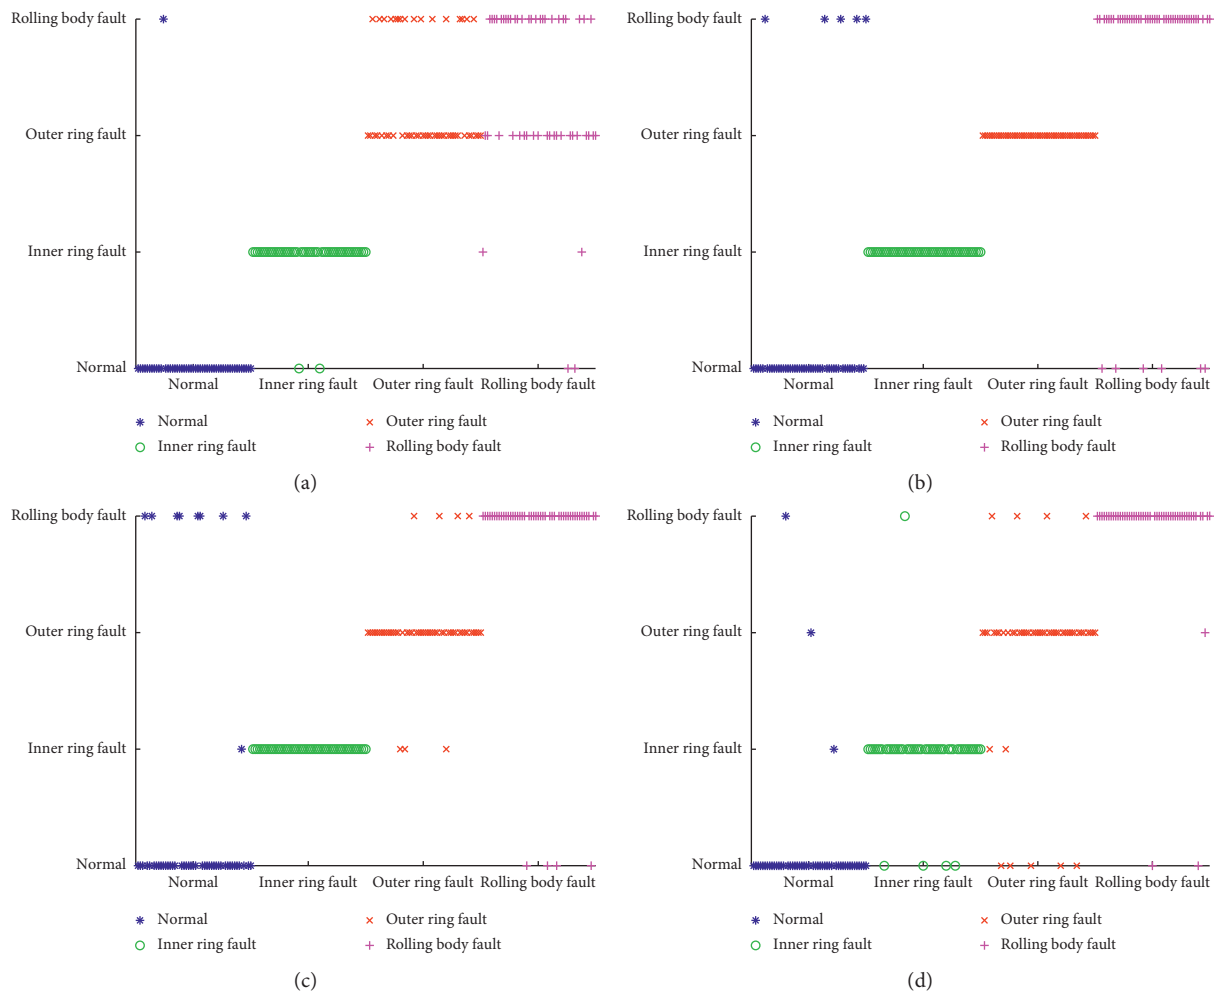 Rolling body fault
Outer ring fault
Inner ring fault
Normal
Normal Inner ring fault Outer ring fault Rolling body fault
Normal Outer ring fault
Inner ring fault Rolling body fault
(a)
Rolling body fault
Outer ring fault
Inner ring fault
Normal
Normal Inner ring fault Outer ring fault Rolling body fault
Normal Outer ring fault
Inner ring fault Rolling body fault
(b)
Rolling body fault
Outer ring fault
Inner ring fault
Normal
Normal Inner ring fault Outer ring fault Rolling body fault
Normal Outer ring fault
Inner ring fault Rolling body fault
(c)
Rolling body fault
Outer ring fault
Inner ring fault
Normal
Normal Inner ring fault Outer ring fault Rolling body fault
Normal Outer ring fault
Inner ring fault Rolling body fault
(d)